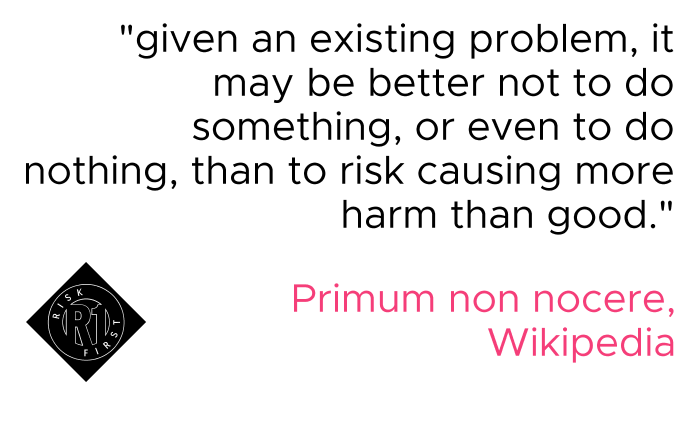 "given an existing problem, it
may be better not to do
something, or even to do
nothing, than to risk causing more
harm than good."
Primum non nocere,
Wikipedia
RISK
R1
FIRST